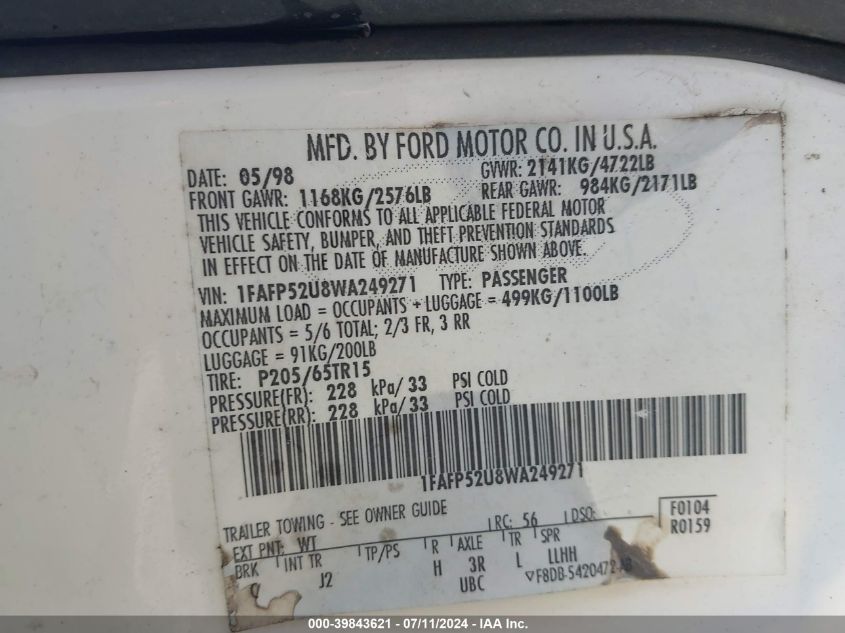 MFD. BY FORD MOTOR CO. IN U.S.A.
DATE: 05/98 GVWR: 2141KG/4722LB
FRONT GAWR: 1168KG/2576LB REAR GAWR: 984KG/2171LB
THIS VEHICLE CONFORMS TO ALL APPLICABLE FEDERAL MOTOR
VEHICLE SAFETY, BUMPER, AND THEFT PREVENTION STANDARDS
IN EFFECT ON THE DATE OF MANUFACTURE SHOWN ABOVE.
VIN: 1FAFP52U8WA249271 TYPE: PASSENGER
MAXIMUM LOAD = OCCUPANTS + LUGGAGE = 499KG/1100LB
OCCUPANTS = 5/6 TOTAL; 2/3 FR, 3 RR
LUGGAGE = 91KG/200LB
TIRE: P205/65TR15
PRESSURE(FR): 228 kPa/ 33 PSI COLD
PRESSURE(RR): 228 kPa/ 33 PSI COLD
1FAFP52U8WA249271
TRAILER TOWING - SEE OWNER GUIDE
EXT PNT: WT RC: 56 DSO: F0104
R0159
BRK INT TR TP/PS R AXLE TR SPR
J2 H 3R L LLHH
UBC ▽F8DB-5420472
000-39843621 - 07/11/2024 - IAA Inc.